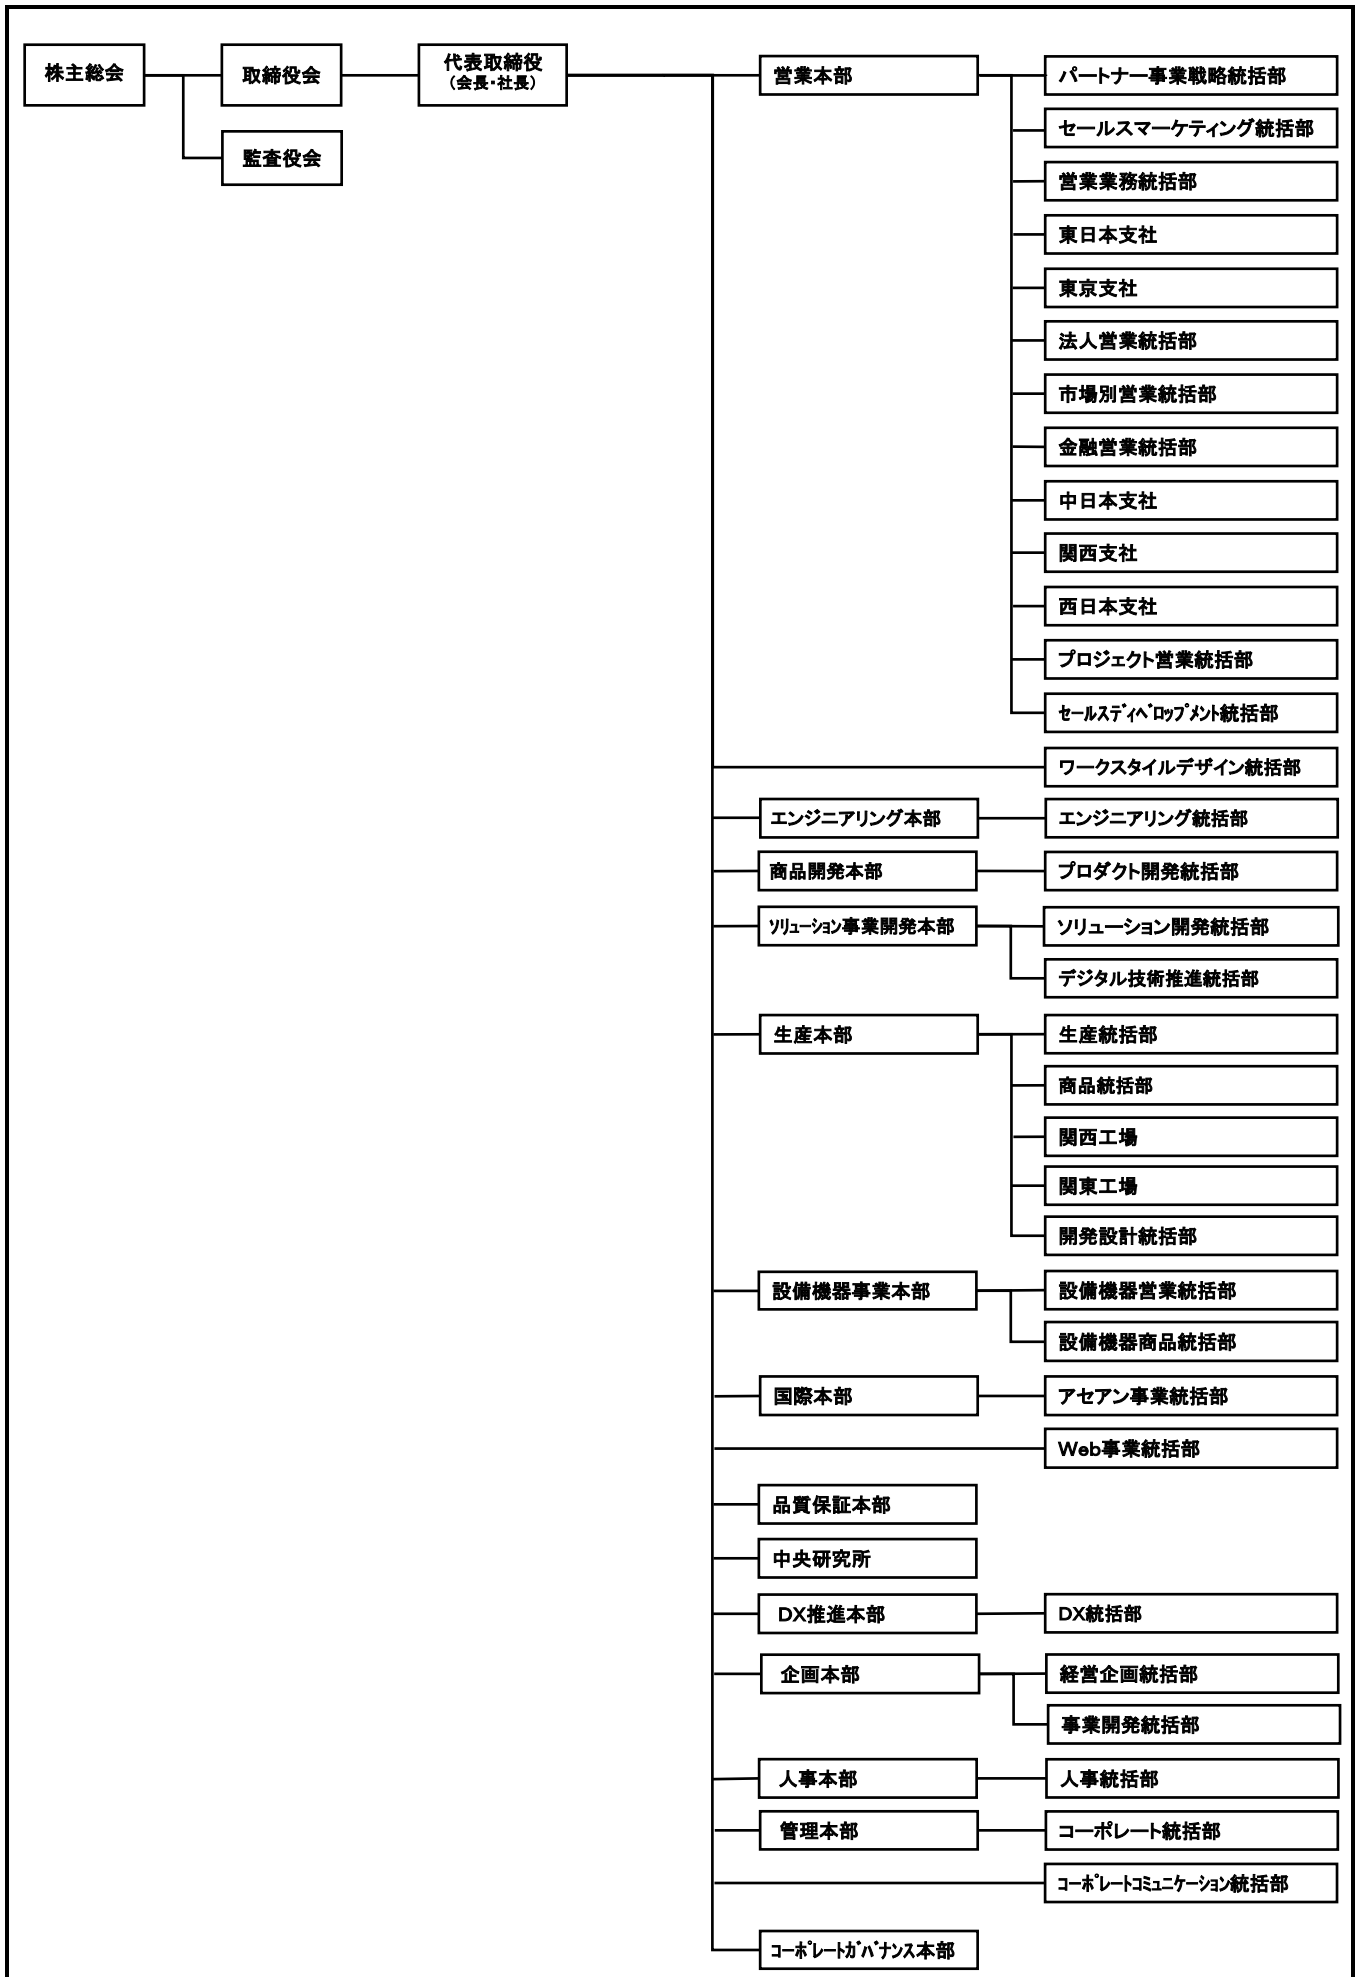 株主総会
取締役会
監査役会
代表取締役
(会長・社長)
営業本部
パートナー事業戦略統括部
セールスマーケティング統括部
営業業務統括部
東日本支社
東京支社
法人営業統括部
市場別営業統括部
金融営業統括部
中日本支社
関西支社
西日本支社
プロジェクト営業統括部
ｾｰﾙｽﾃﾞｨﾍﾞﾛｯﾌﾟﾒﾝﾄ統括部
ワークスタイルデザイン統括部
エンジニアリング本部
エンジニアリング統括部
商品開発本部
プロダクト開発統括部
ｿﾘｭｰｼｮﾝ事業開発本部
ソリューション開発統括部
デジタル技術推進統括部
生産本部
生産統括部
商品統括部
関西工場
関東工場
開発設計統括部
設備機器事業本部
設備機器営業統括部
設備機器商品統括部
国際本部
アセアン事業統括部
Ｗｅｂ事業統括部
品質保証本部
中央研究所
DX推進本部
DX統括部
企画本部
経営企画統括部
事業開発統括部
人事本部
人事統括部
管理本部
コーポレート統括部
ｺｰﾎﾟﾚｰﾄｺﾐｭﾆｹｰｼｮﾝ統括部
ｺｰﾎﾟﾚｰﾄｶﾞﾊﾞﾅﾝｽ本部